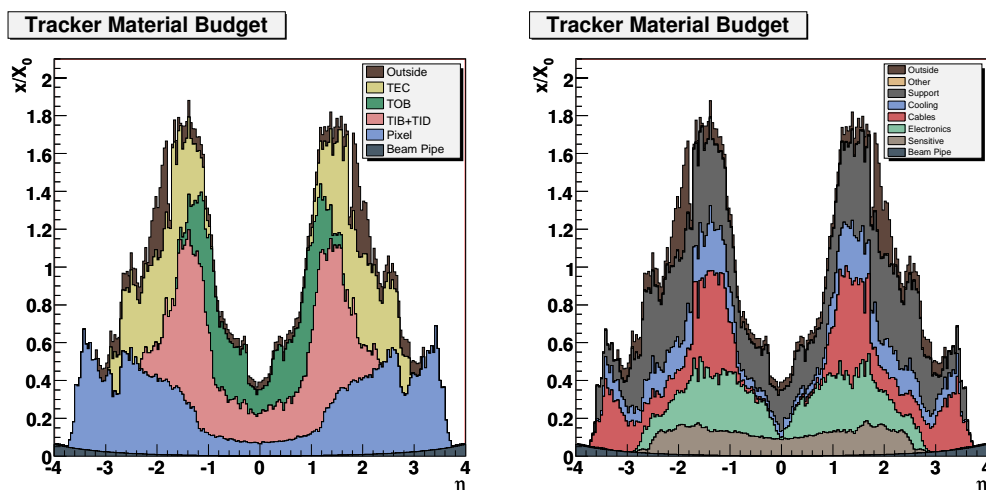 Tracker Material Budget
x/X0
2
1.8
1.6
1.4
1.2
1
0.8
0.6
0.4
0.2
0
Outside
TEC
TOB
TIB+TID
Pixel
Beam Pipe
-4 -3 -2 -1 0 1 2 3 4
η
Tracker Material Budget
x/X0
2
1.8
1.6
1.4
1.2
1
0.8
0.6
0.4
0.2
0
Outside
Other
Support
Cooling
Cables
Electronics
Sensitive
Beam Pipe
-4 -3 -2 -1 0 1 2 3 4
η